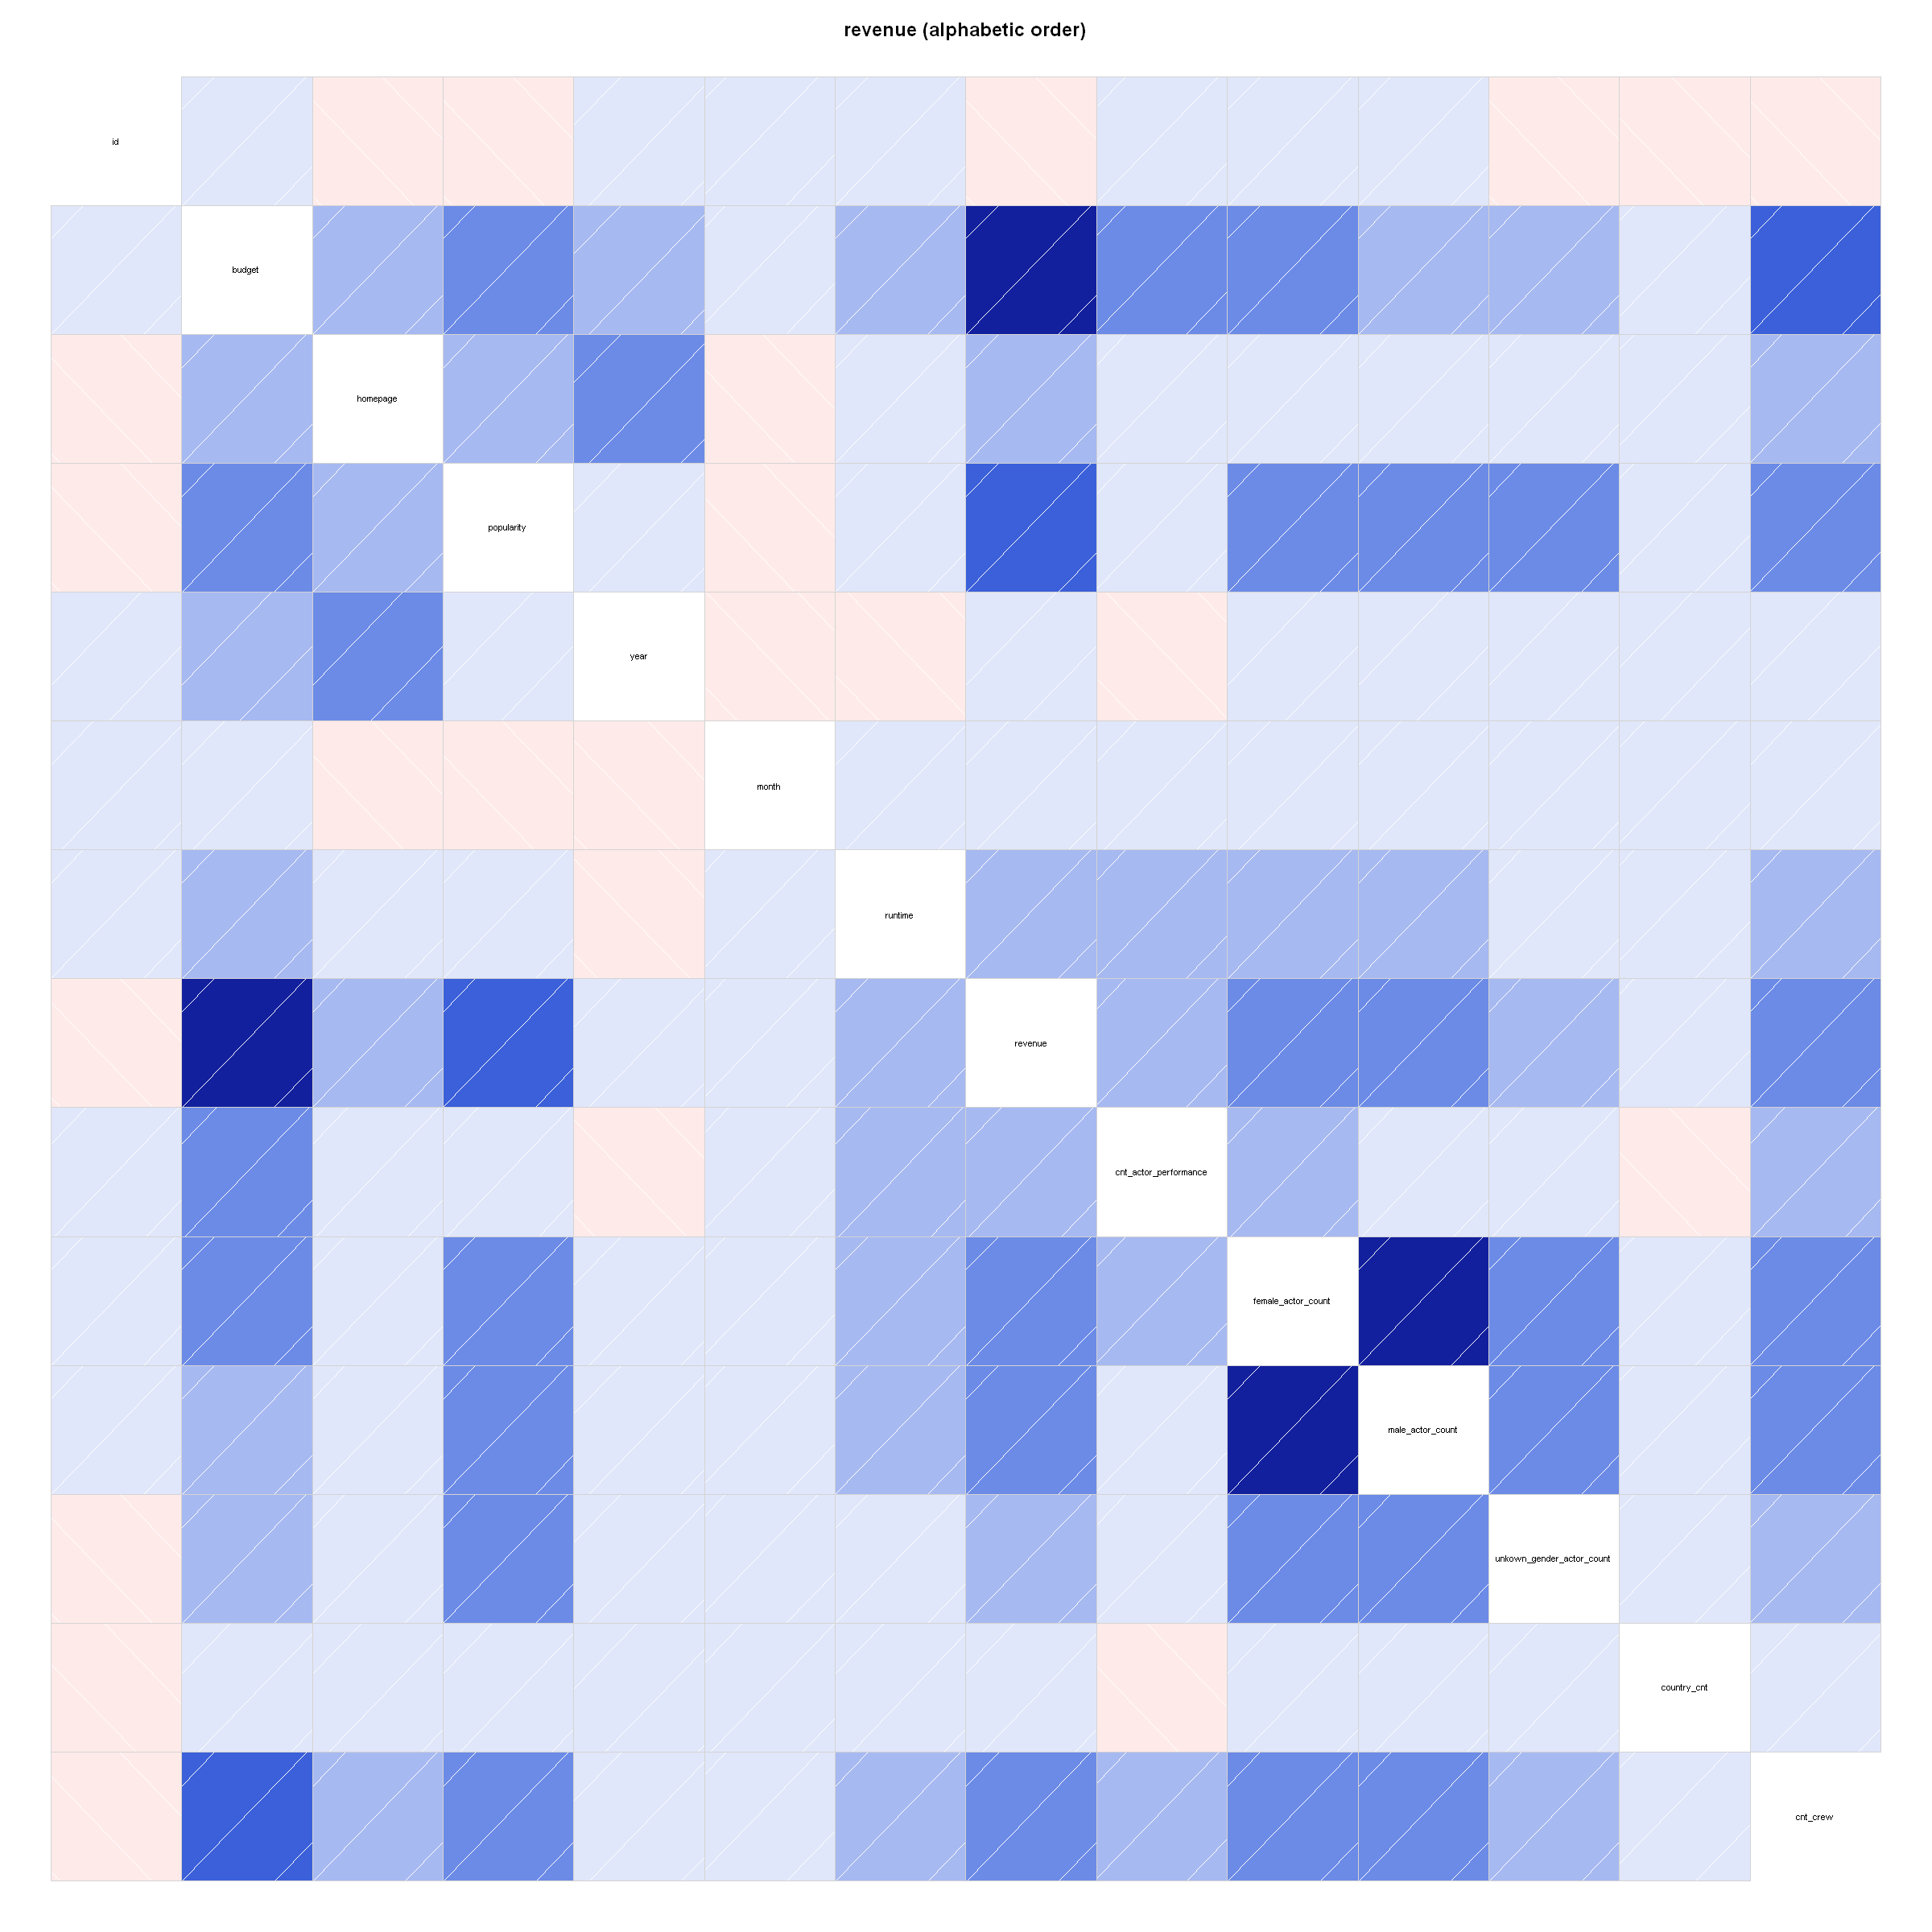 revenue (alphabetic order)
id
budget
homepage
popularity
year
month
runtime
revenue
cnt_actor_performance
female_actor_count
male_actor_count
unkown_gender_actor_count
country_cnt
cnt_crew